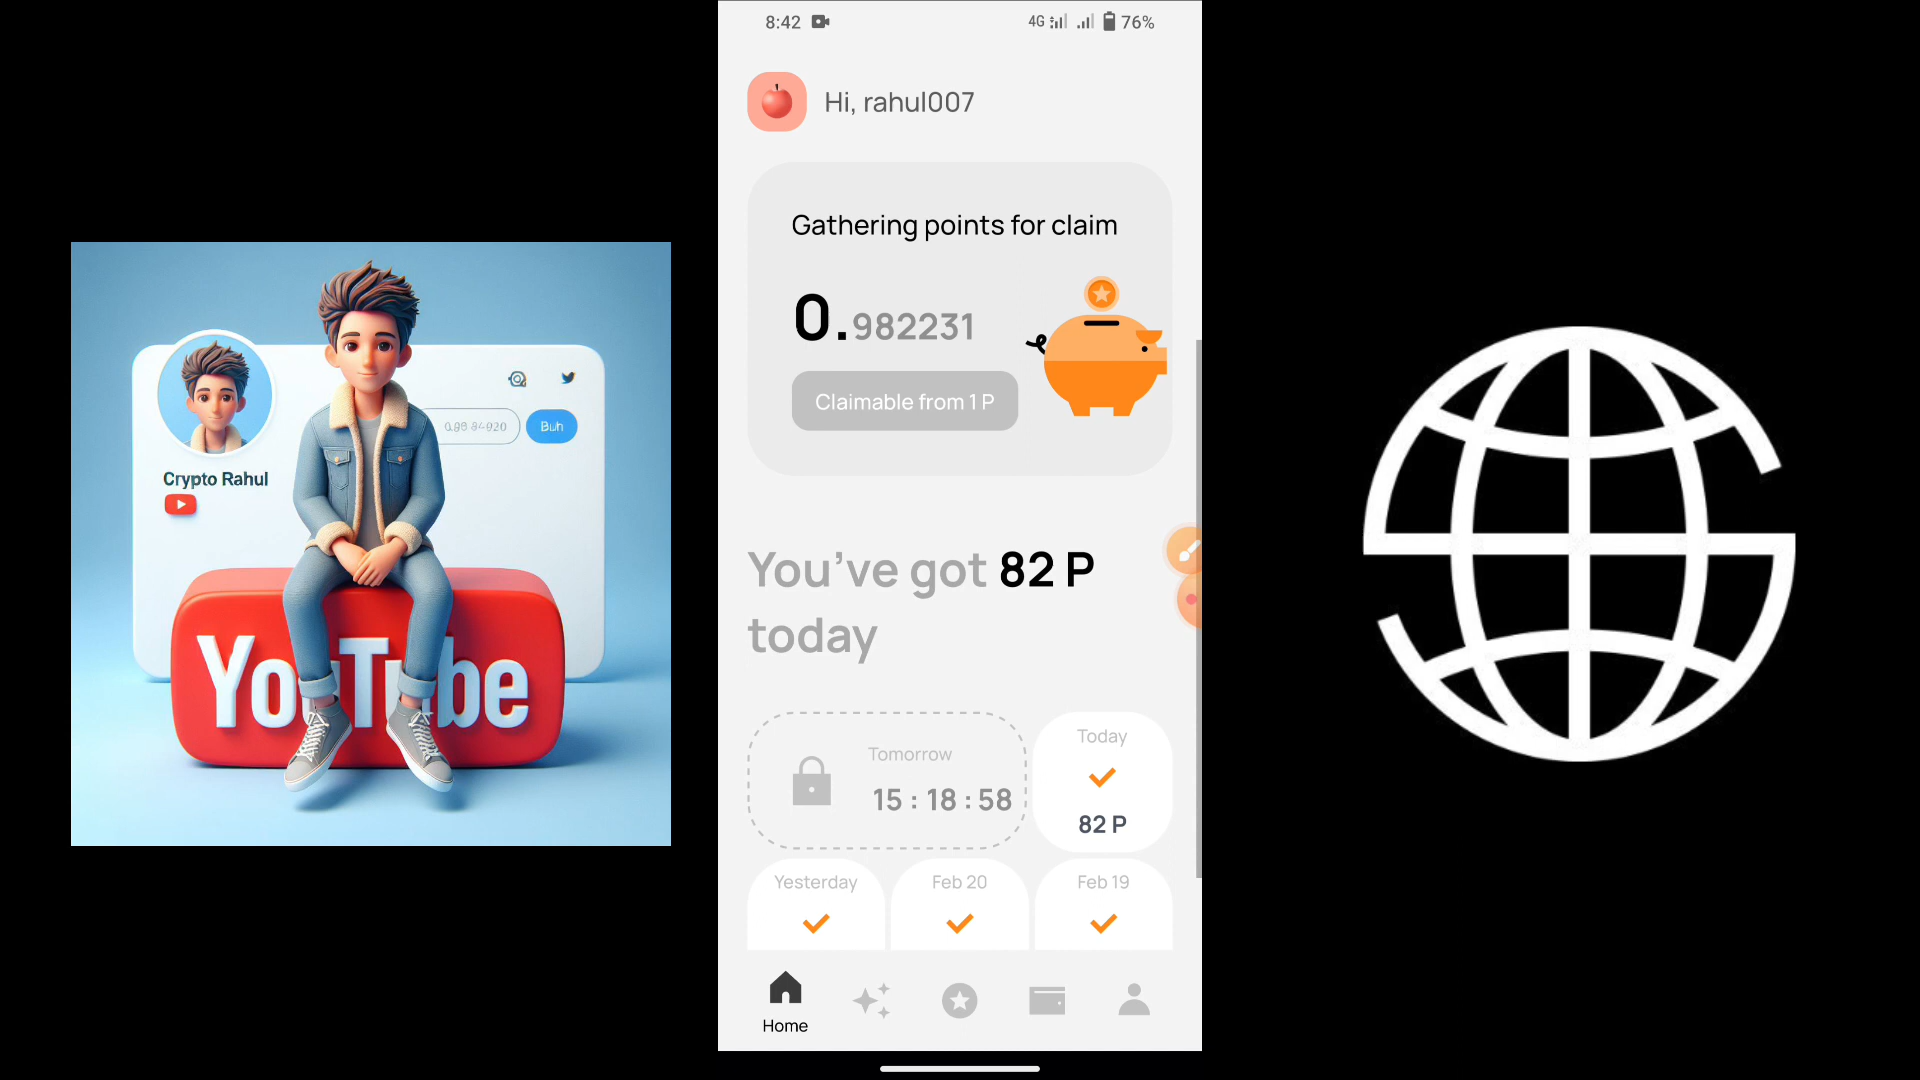 Crypto Rahul
Buh
YouTube
8:42
4G
76%
Hi, rahul007
Gathering points for claim
0.982231
Claimable from 1 P
You've got 82 P
today
Tomorrow
15 : 18 : 58
Today
82 P
Yesterday
Feb 20
Feb 19
Home